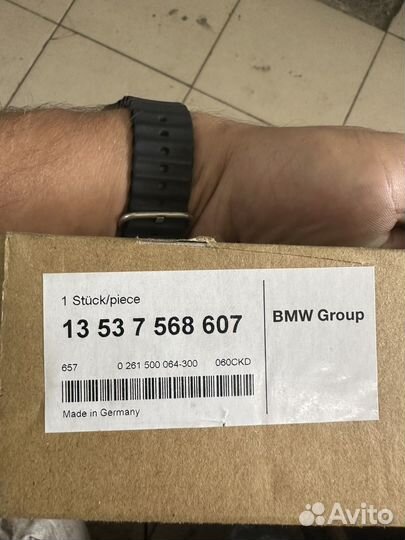 1 Stück/piece
13 53 7 568 607
BMW Group
657 0 261 500 064-300 060CKD
Made in Germany
Avito